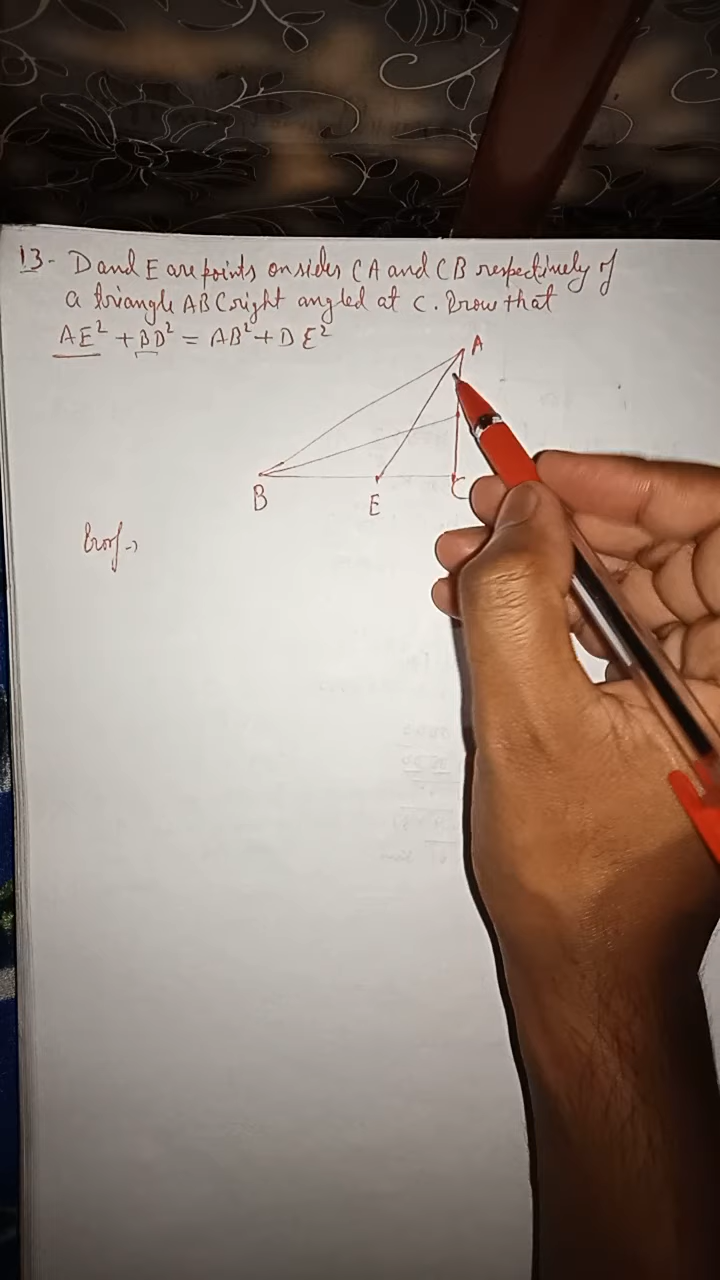 13- D and E are points on sides CA and CB respectively of
a triangle ABC right angled at C. Prove that
AE² + BD² = AB² + DE²
A
B
E
C
Proof→